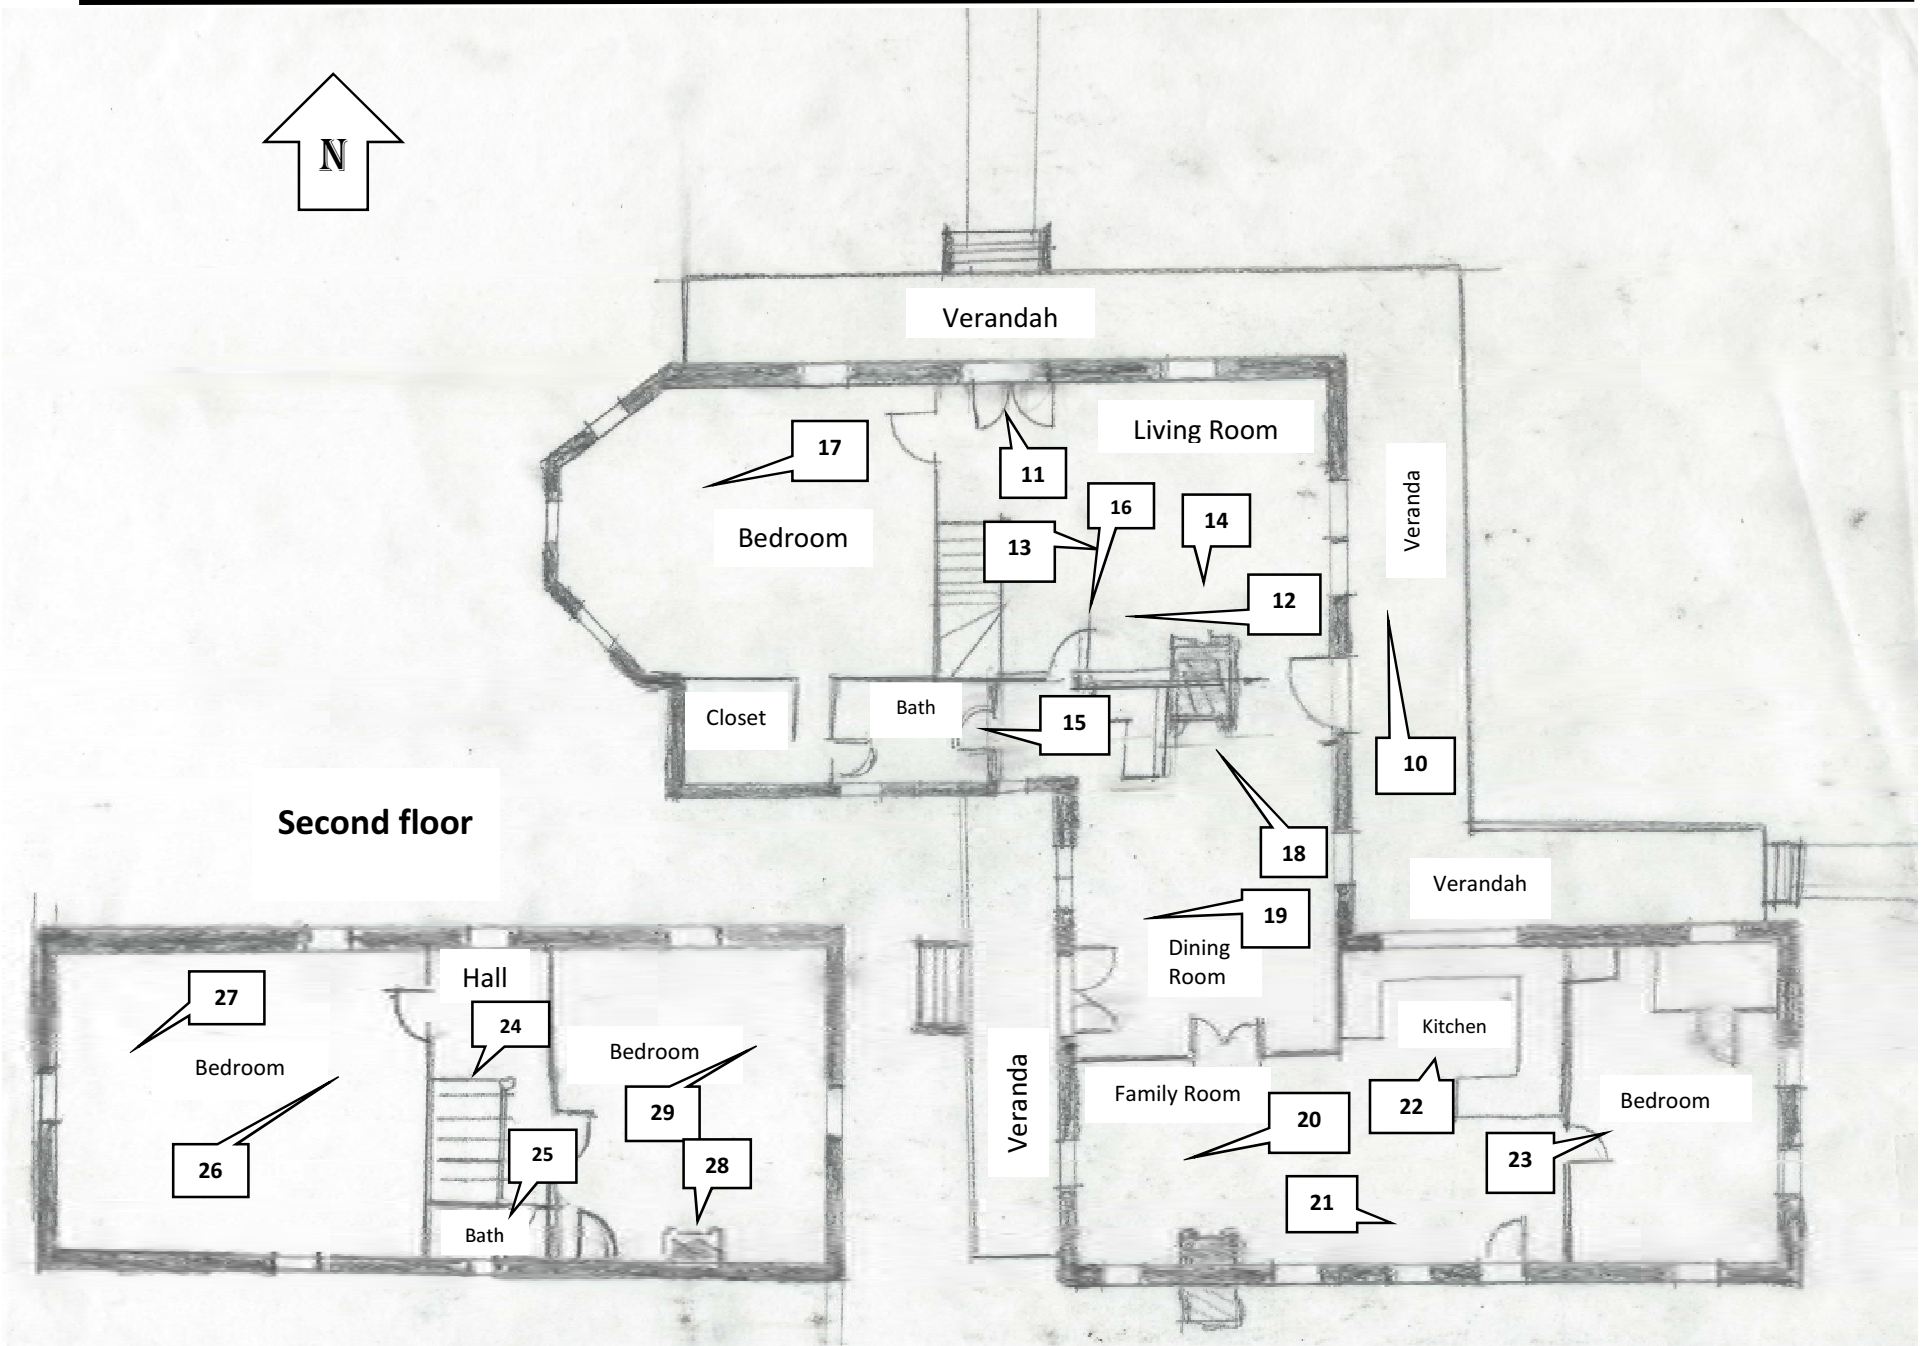 N
Verandah
Living Room
17
11
16
14
13
Bedroom
Veranda
12
Closet
Bath
15
10
Second floor
18
Verandah
19
Dining
Room
Hall
27
24
Kitchen
Bedroom
Bedroom
Veranda
Family Room
22
Bedroom
29
20
26
25
28
23
21
Bath